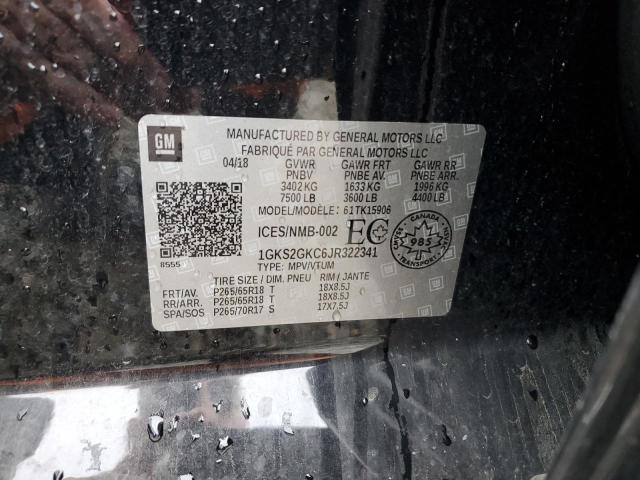 GM
MANUFACTURED BY GENERAL MOTORS LLC
FABRIQUÉ PAR GENERAL MOTORS LLC
04/18 GVWR GAWR FRT GAWR RR
PNBV PNBE AV. PNBE ARR.
3402 KG 1633 KG 1996 KG
7500 LB 3600 LB 4400 LB
MODEL/MODÈLE: 61TK15906
ICES/NMB-002 EC CANADA 985
8555 1GKS2GKC6JR322341
TYPE: MPV/VTUM
TIRE SIZE / DIM. PNEU RIM / JANTE
FRT/AV. P265/65R18 T 18X8.5J
RR/ARR. P265/65R18 T 18X8.5J
SPA/SOS P265/70R17 S 17X7.5J